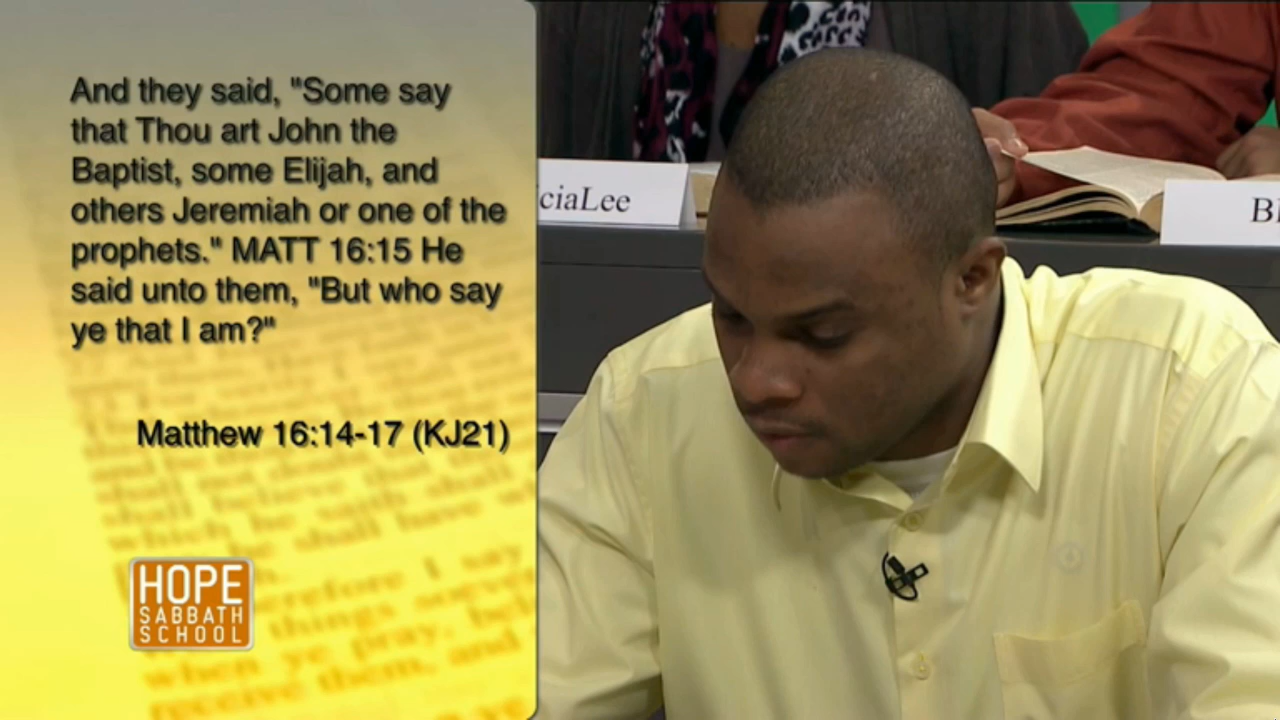 And they said, "Some say
that Thou art John the
Baptist, some Elijah, and
others Jeremiah or one of the
prophets." MATT 16:15 He
said unto them, "But who say
ye that I am?"
Matthew 16:14-17 (KJ21)
HOPE
SABBATH
SCHOOL
ciaLee